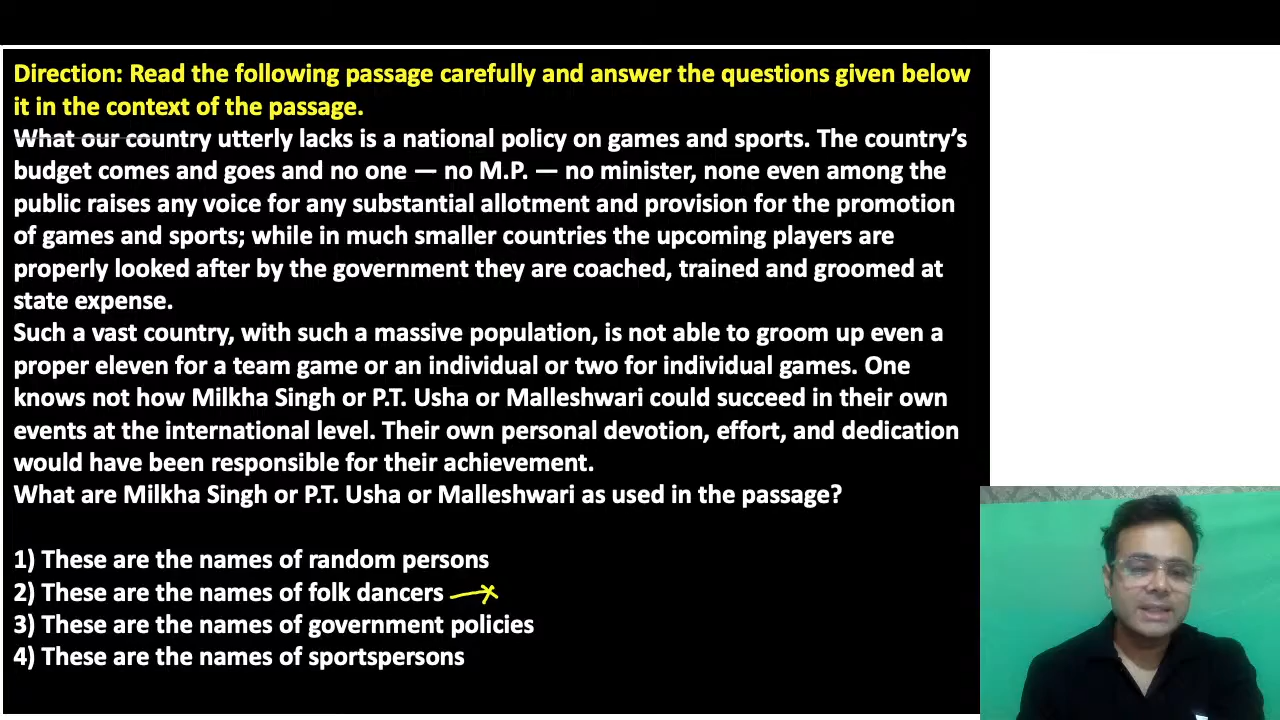 Direction: Read the following passage carefully and answer the questions given below
it in the context of the passage.
What our country utterly lacks is a national policy on games and sports. The country’s
budget comes and goes and no one — no M.P. — no minister, none even among the
public raises any voice for any substantial allotment and provision for the promotion
of games and sports; while in much smaller countries the upcoming players are
properly looked after by the government they are coached, trained and groomed at
state expense.
Such a vast country, with such a massive population, is not able to groom up even a
proper eleven for a team game or an individual or two for individual games. One
knows not how Milkha Singh or P.T. Usha or Malleshwari could succeed in their own
events at the international level. Their own personal devotion, effort, and dedication
would have been responsible for their achievement.
What are Milkha Singh or P.T. Usha or Malleshwari as used in the passage?
1) These are the names of random persons
2) These are the names of folk dancers
3) These are the names of government policies
4) These are the names of sportspersons